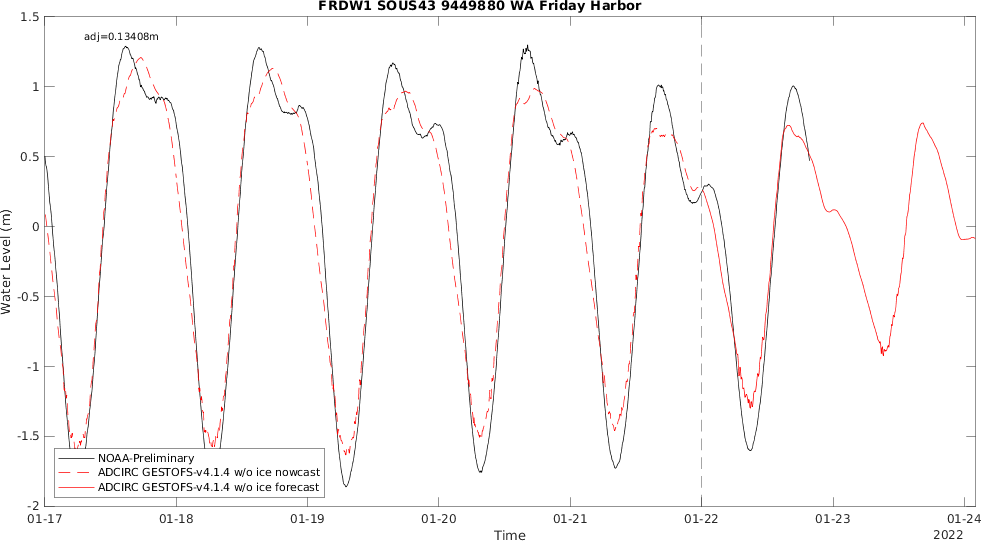 FRDW1 SOUS43 9449880 WA Friday Harbor
adj=0.13408m
1.5
1
0.5
0
-0.5
-1
-1.5
-2
Water Level (m)
NOAA-Preliminary
ADCIRC GESTOFS-v4.1.4 w/o ice nowcast
ADCIRC GESTOFS-v4.1.4 w/o ice forecast
01-17 01-18 01-19 01-20 01-21 01-22 01-23 01-24
Time
2022